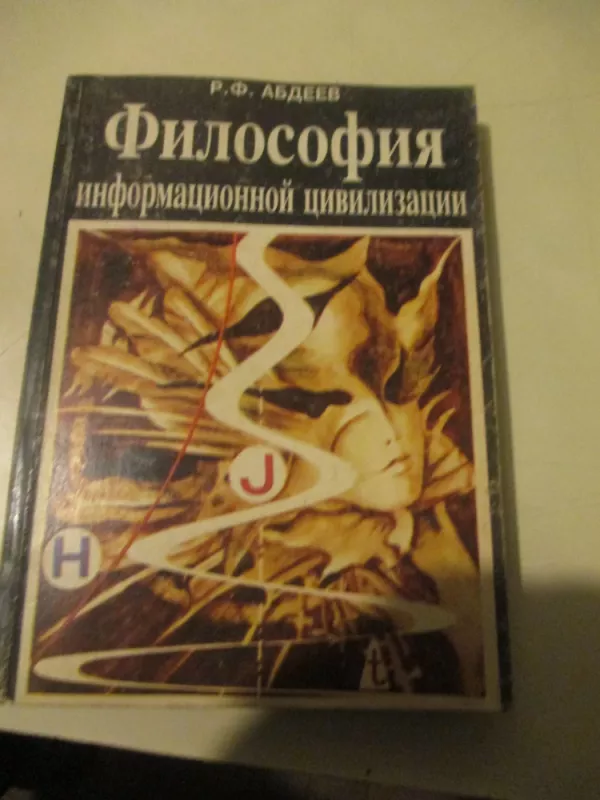 Р.Ф. АБДЕЕВ
Философия
информационной цивилизации
J
H
t